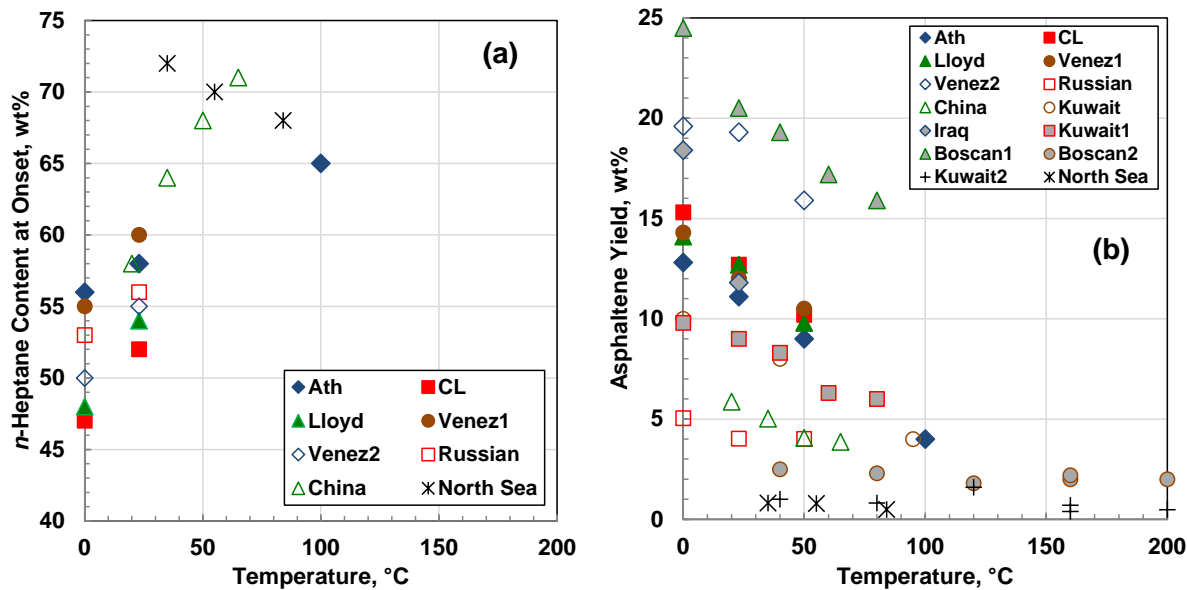 (a)
75
70
65
60
55
50
45
40
n-Heptane Content at Onset, wt%
0
50
100
150
200
Temperature, °C
Ath
CL
Lloyd
Venez1
Venez2
Russian
China
North Sea
(b)
25
20
15
10
5
0
Asphaltene Yield, wt%
0
50
100
150
200
Temperature, °C
Ath
CL
Lloyd
Venez1
Venez2
Russian
China
Kuwait
Iraq
Kuwait1
Boscan1
Boscan2
Kuwait2
North Sea